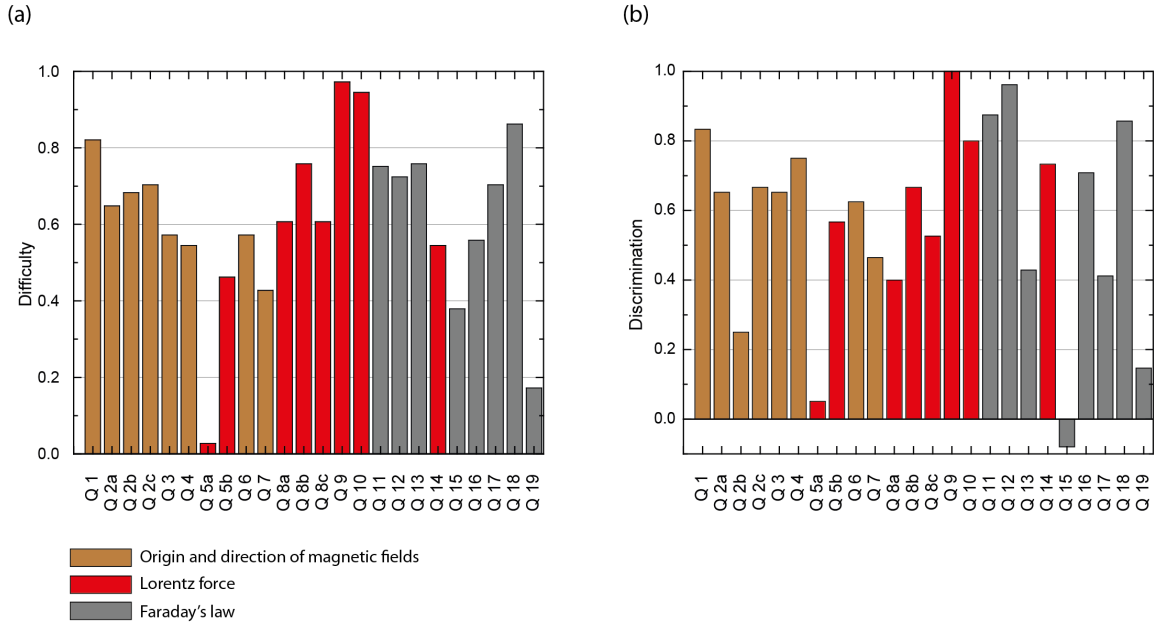 (a)
Difficulty
1.0
0.8
0.6
0.4
0.2
0.0
Q 1
Q 2a
Q 2b
Q 2c
Q 3
Q 4
Q 5a
Q 5b
Q 6
Q 7
Q 8a
Q 8b
Q 8c
Q 9
Q 10
Q 11
Q 12
Q 13
Q 14
Q 15
Q 16
Q 17
Q 18
Q 19
(b)
Discrimination
1.0
0.8
0.6
0.4
0.2
0.0
Q 1
Q 2a
Q 2b
Q 2c
Q 3
Q 4
Q 5a
Q 5b
Q 6
Q 7
Q 8a
Q 8b
Q 8c
Q 9
Q 10
Q 11
Q 12
Q 13
Q 14
Q 15
Q 16
Q 17
Q 18
Q 19
Origin and direction of magnetic fields
Lorentz force
Faraday’s law